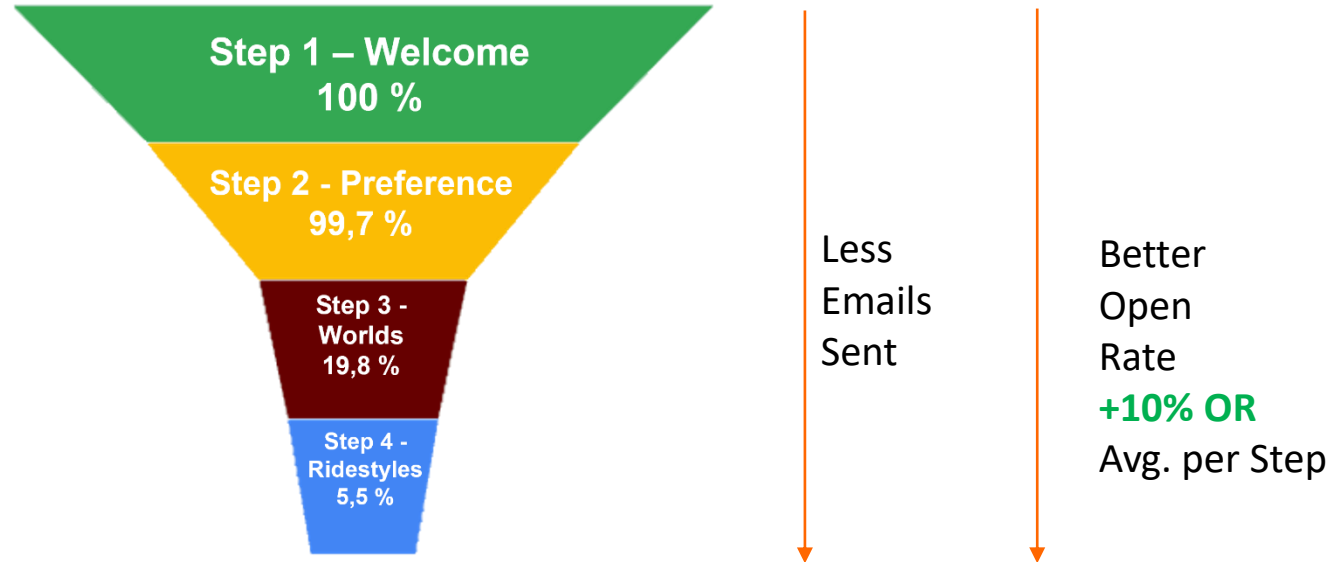 Step 1 – Welcome
100 %
Step 2 - Preference
99,7 %
Step 3 -
Worlds
19,8 %
Step 4 -
Ridestyles
5,5 %
Less
Emails
Sent
Better
Open
Rate
+10% OR
Avg. per Step